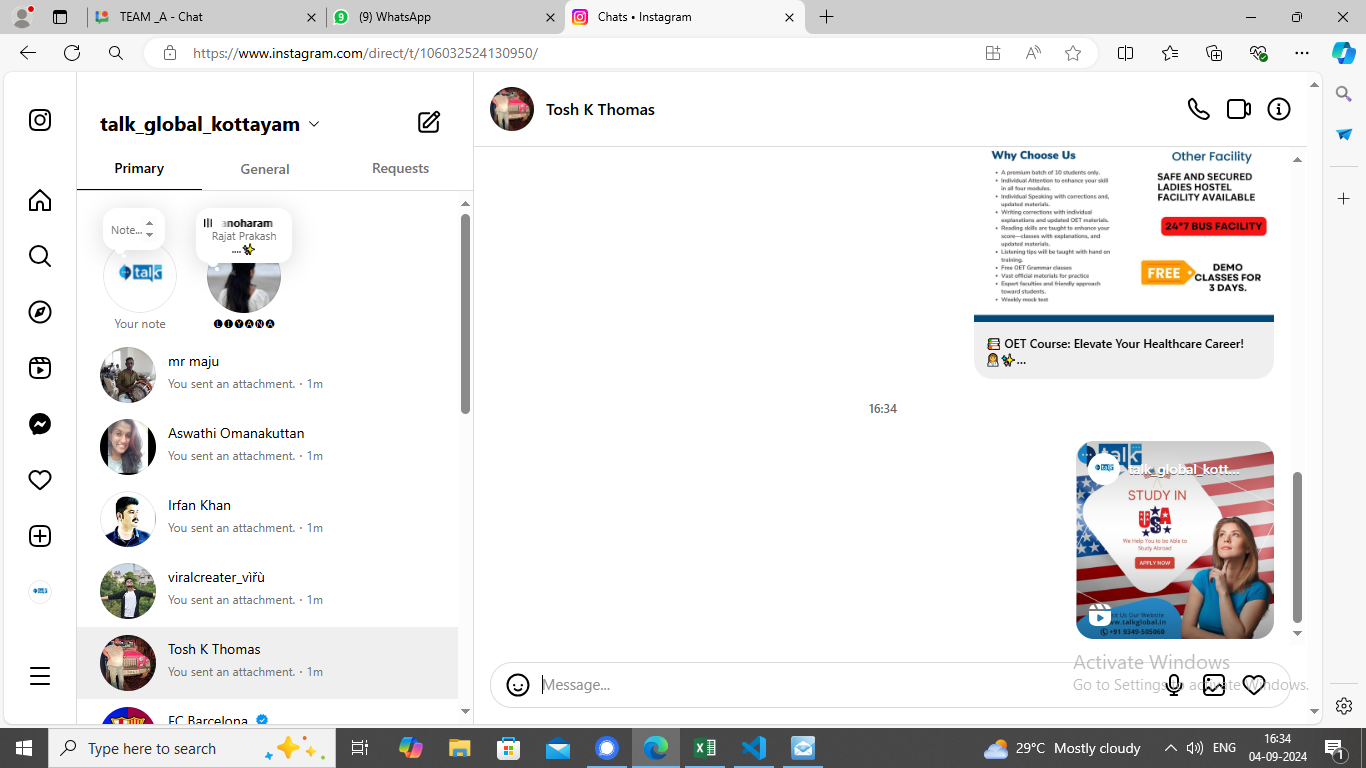 TEAM _A - Chat
(9) WhatsApp
Chats • Instagram
https://www.instagram.com/direct/t/106032524130950/
talk_global_kottayam
Primary
General
Requests
Note...
anoharam
Rajat Prakash
....✨
talk
Your note
🅛🅘🅨🅐🅝🅐
mr maju
You sent an attachment. · 1m
Aswathi Omanakuttan
You sent an attachment. · 1m
Irfan Khan
You sent an attachment. · 1m
viralcreater_vìřù
You sent an attachment. · 1m
Tosh K Thomas
You sent an attachment. · 1m
FC Barcelona
Tosh K Thomas
Why Choose Us
• A premium batch of 10 students only.
• Individual Attention to enhance your skill
in all four modules.
• Individual Speaking with corrections and,
updated materials.
• Writing corrections with individual
explanations and updated OET materials.
• Reading skills are taught to enhance your
score—classes with explanations, and
updated materials.
• Listening tips will be taught with hand on
training.
• Free OET Grammar classes
• Vast official materials for practice
• Expert faculties and friendly approach
toward students.
• Weekly mock test
Other Facility
SAFE AND SECURED
LADIES HOSTEL
FACILITY AVAILABLE
24*7 BUS FACILITY
FREE
DEMO
CLASSES FOR
3 DAYS.
📚 OET Course: Elevate Your Healthcare Career!
👩‍⚕️✨...
16:34
talk
talk_global_kott...
STUDY IN
USA
We Help You to be Able to
Study Abroad
APPLY NOW
Us Our Website
www.talkglobal.in
+91 9349-505060
Message...
Activate Windows
Go to Settings to activate Windows.
Type here to search
29°C Mostly cloudy
ENG
16:34
04-09-2024
1